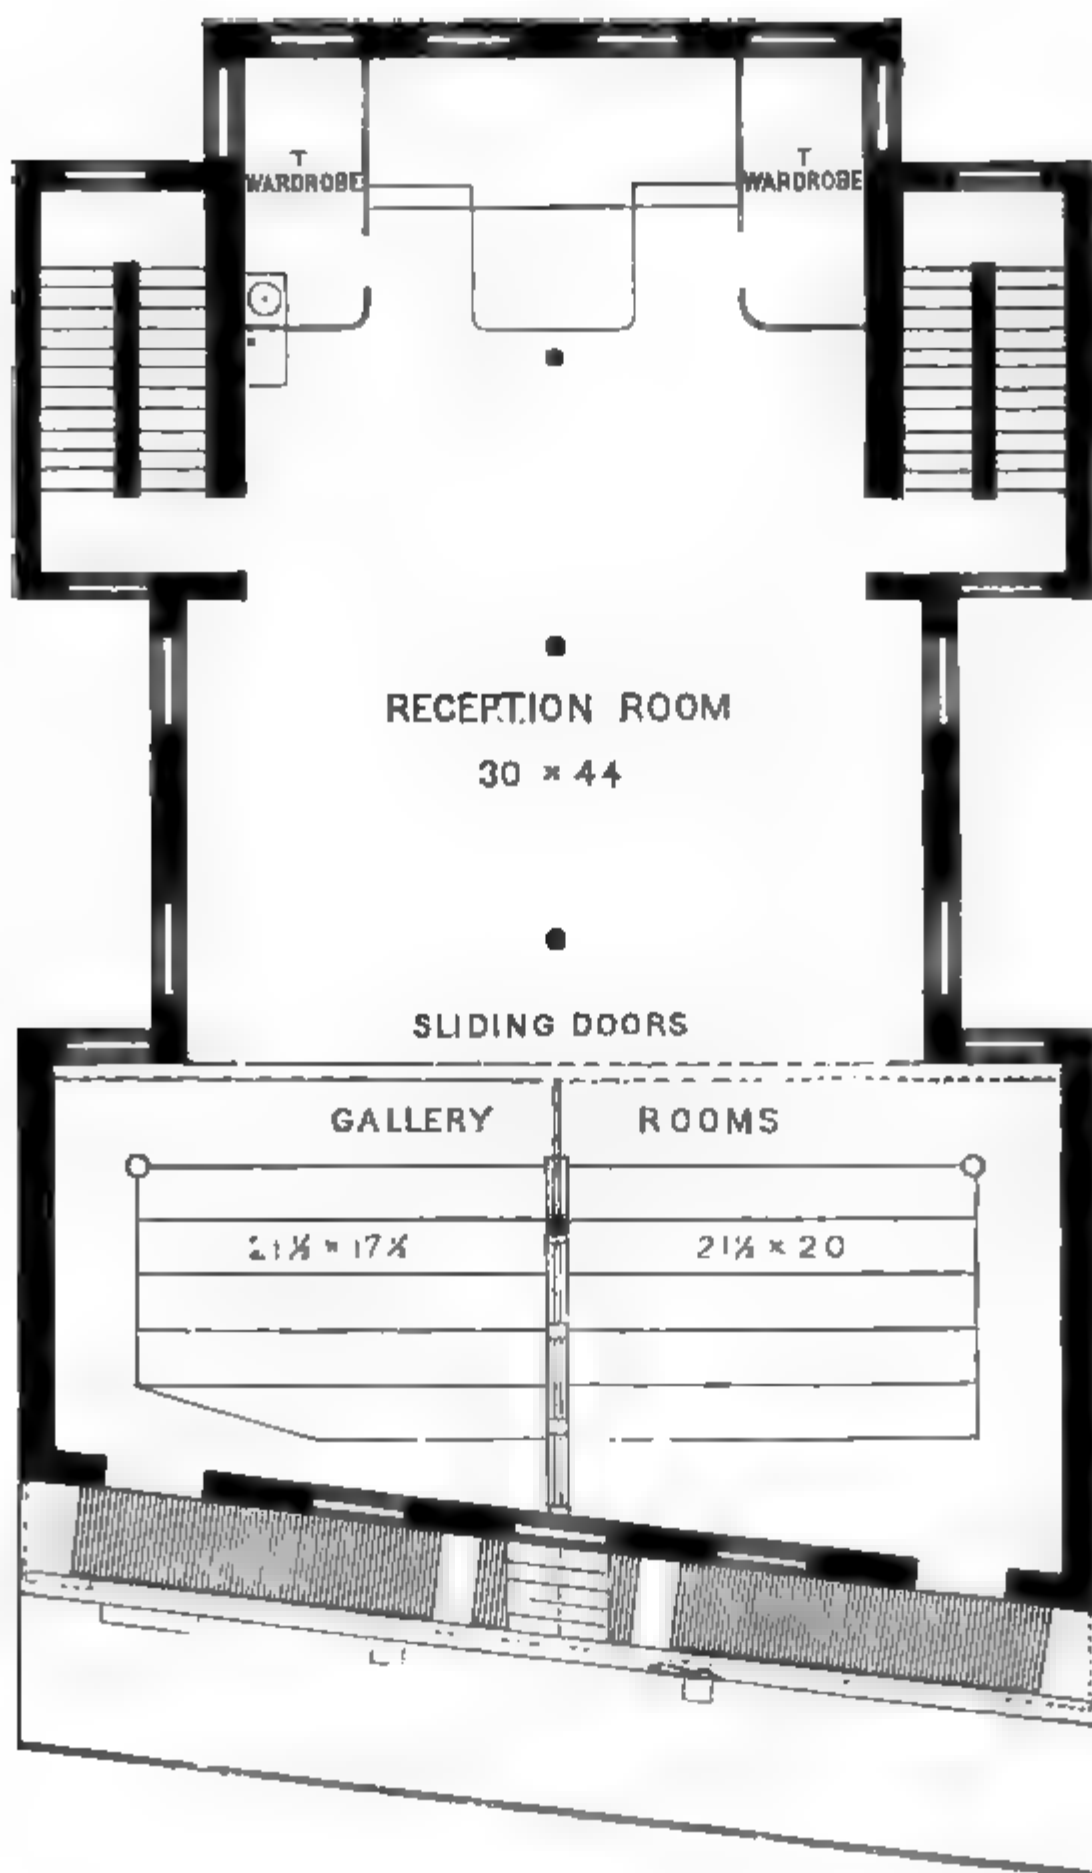 T
WARDROBE
T
WARDROBE
RECEPTION ROOM
30 × 44
SLIDING DOORS
GALLERY ROOMS
21½ × 17½
21½ × 20